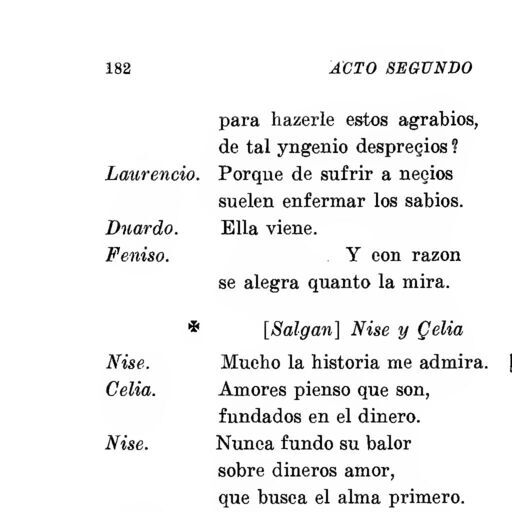 182 ACTO SEGUNDO
para hazerle estos agrabios,
de tal yngenio despreçios?
Laurencio. Porque de sufrir a neçios
suelen enfermar los sabios.
Duardo. Ella viene.
Feniso. Y con razon
se alegra quanto la mira.
✠ [Salgan] Nise y Çelia
Nise. Mucho la historia me admira. [
Celia. Amores pienso que son,
fundados en el dinero.
Nise. Nunca fundo su balor
sobre dineros amor,
que busca el alma primero.